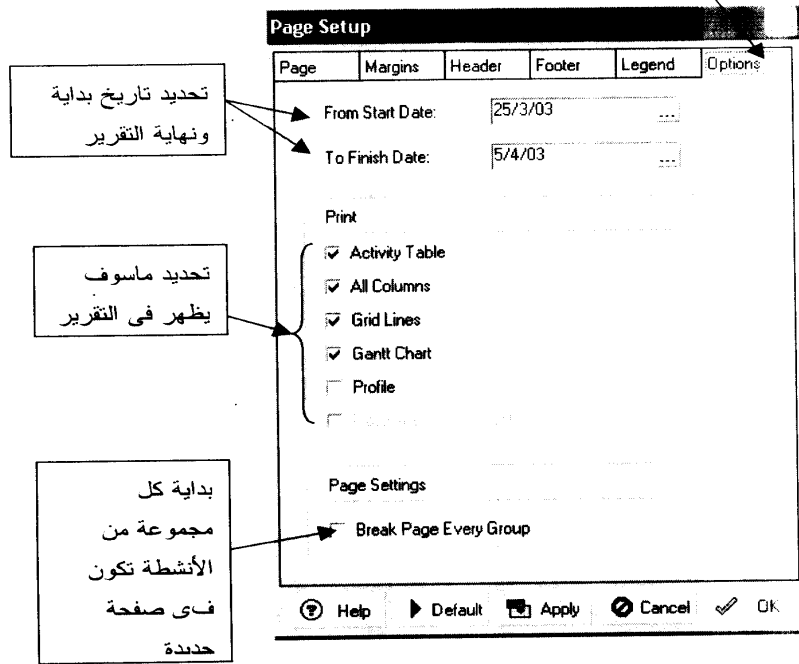 Page Setup
Page Margins Header Footer Legend Options
تحديد تاريخ بداية
ونهاية التقرير
From Start Date: 25/3/03 ...
To Finish Date: 5/4/03 ...
Print
تحديد ماسوف
يظهر فى التقرير
Activity Table
All Columns
Grid Lines
Gantt Chart
Profile
بداية كل
مجموعة من
الأنشطة تكون
فى صفحة
جديدة
Page Settings
Break Page Every Group
Help Default Apply Cancel OK